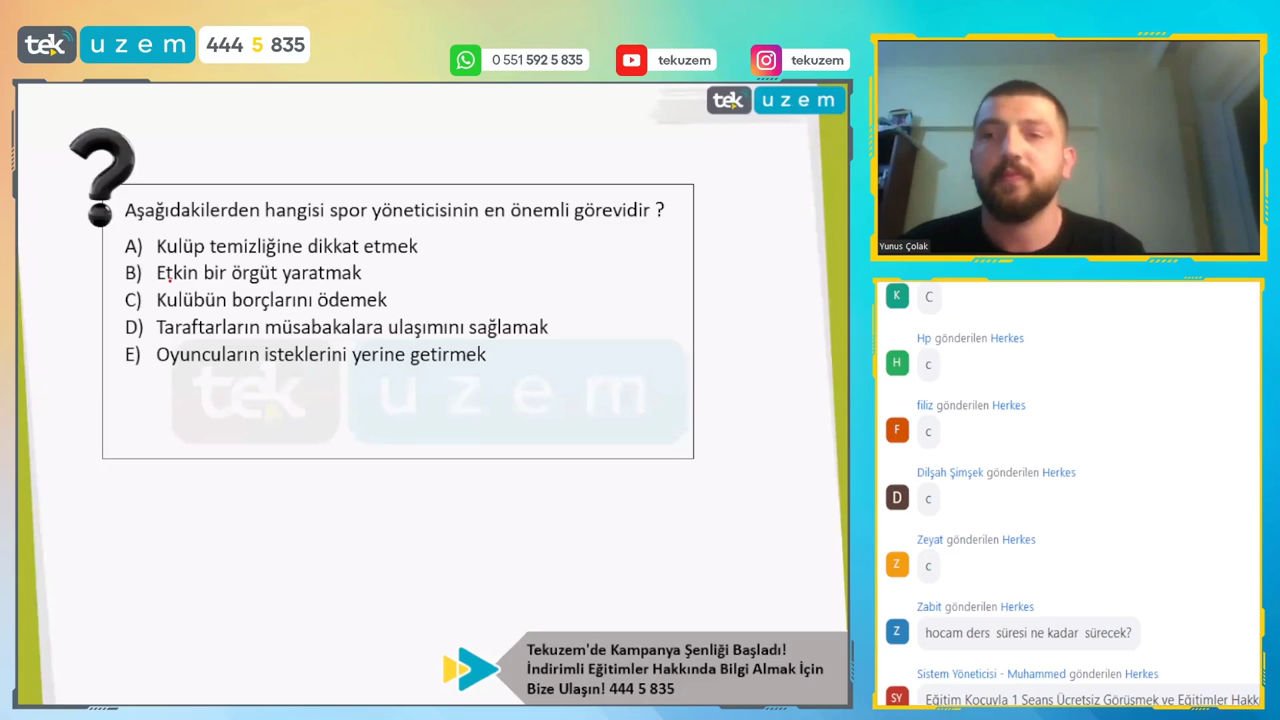 tek uzem 444 5 835
0 551 592 5 835
tekuzem
tekuzem
tek uzem
Aşağıdakilerden hangisi spor yöneticisinin en önemli görevidir ?
A) Kulüp temizliğine dikkat etmek
B) Etkin bir örgüt yaratmak
C) Kulübün borçlarını ödemek
D) Taraftarların müsabakalara ulaşımını sağlamak
E) Oyuncuların isteklerini yerine getirmek
tek uzem
Tekuzem'de Kampanya Şenliği Başladı!
İndirimli Eğitimler Hakkında Bilgi Almak İçin
Bize Ulaşın! 444 5 835
Yunus Çolak
K C
Hp gönderilen Herkes
H c
filiz gönderilen Herkes
F c
Dilşah Şimşek gönderilen Herkes
D c
Zeyat gönderilen Herkes
Z c
Zabit gönderilen Herkes
Z hocam ders süresi ne kadar sürecek?
Sistem Yöneticisi - Muhammed gönderilen Herkes
SY Eğitim Koçuyla 1 Seans Ücretsiz Görüşmek ve Eğitimler Hakk